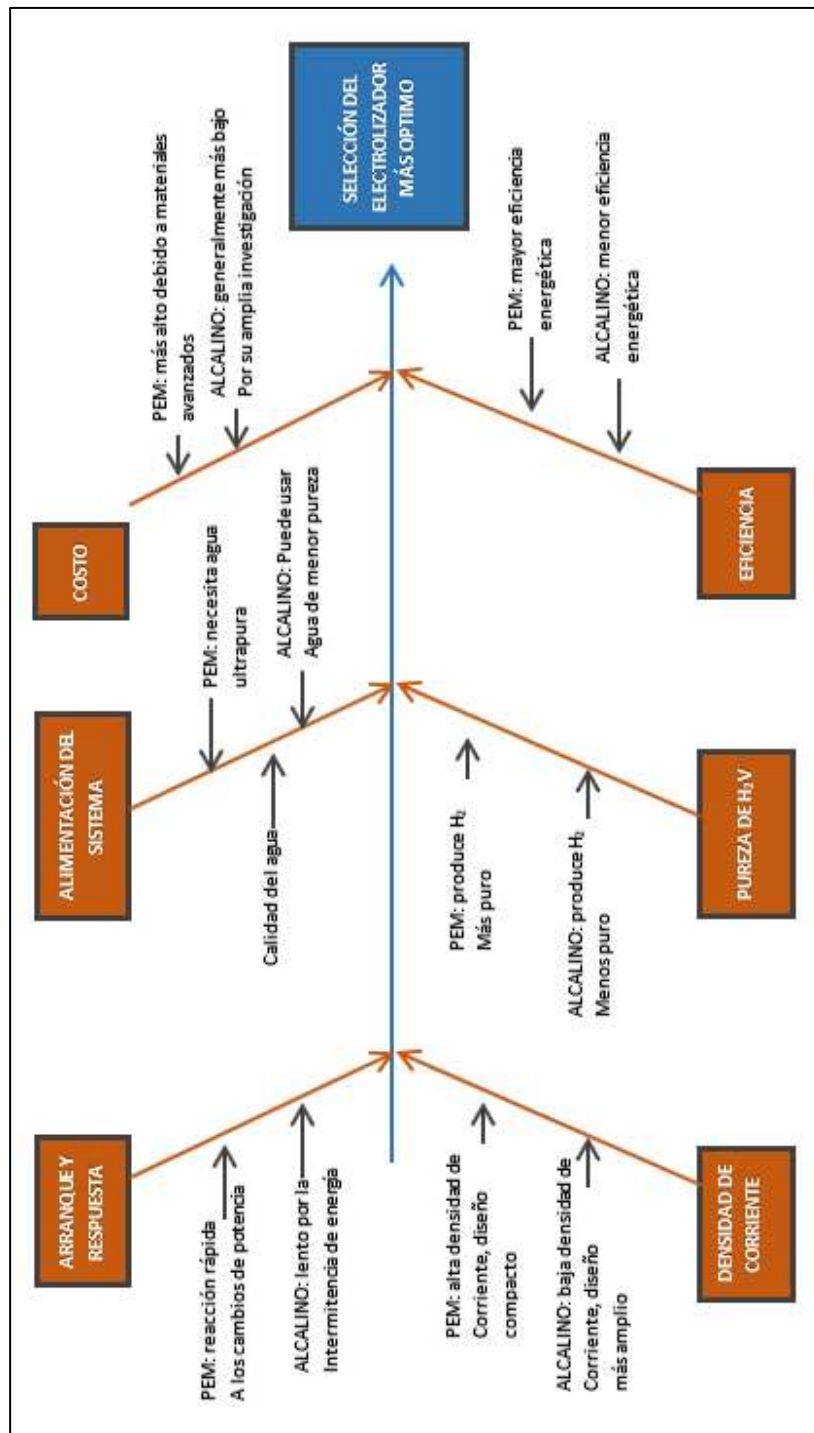 ARRANQUE Y
RESPUESTA
PEM: reacción rápida
A los cambios de potencia
ALCALINO: lento por la
Intermitencia de energía
ALIMENTACIÓN DEL
SISTEMA
PEM: necesita agua
ultrapura
Calidad del agua
ALCALINO: Puede usar
Agua de menor pureza
COSTO
PEM: más alto debido a materiales
avanzados
ALCALINO: generalmente más bajo
Por su amplia investigación
SELECCIÓN DEL
ELECTROLIZADOR
MÁS OPTIMO
PEM: alta densidad de
Corriente, diseño
compacto
ALCALINO: baja densidad de
Corriente, diseño
más amplio
DENSIDAD DE
CORRIENTE
PEM: produce H₂
Más puro
ALCALINO: produce H₂
Menos puro
PUREZA DE H₂V
PEM: mayor eficiencia
energética
ALCALINO: menor eficiencia
energética
EFICIENCIA